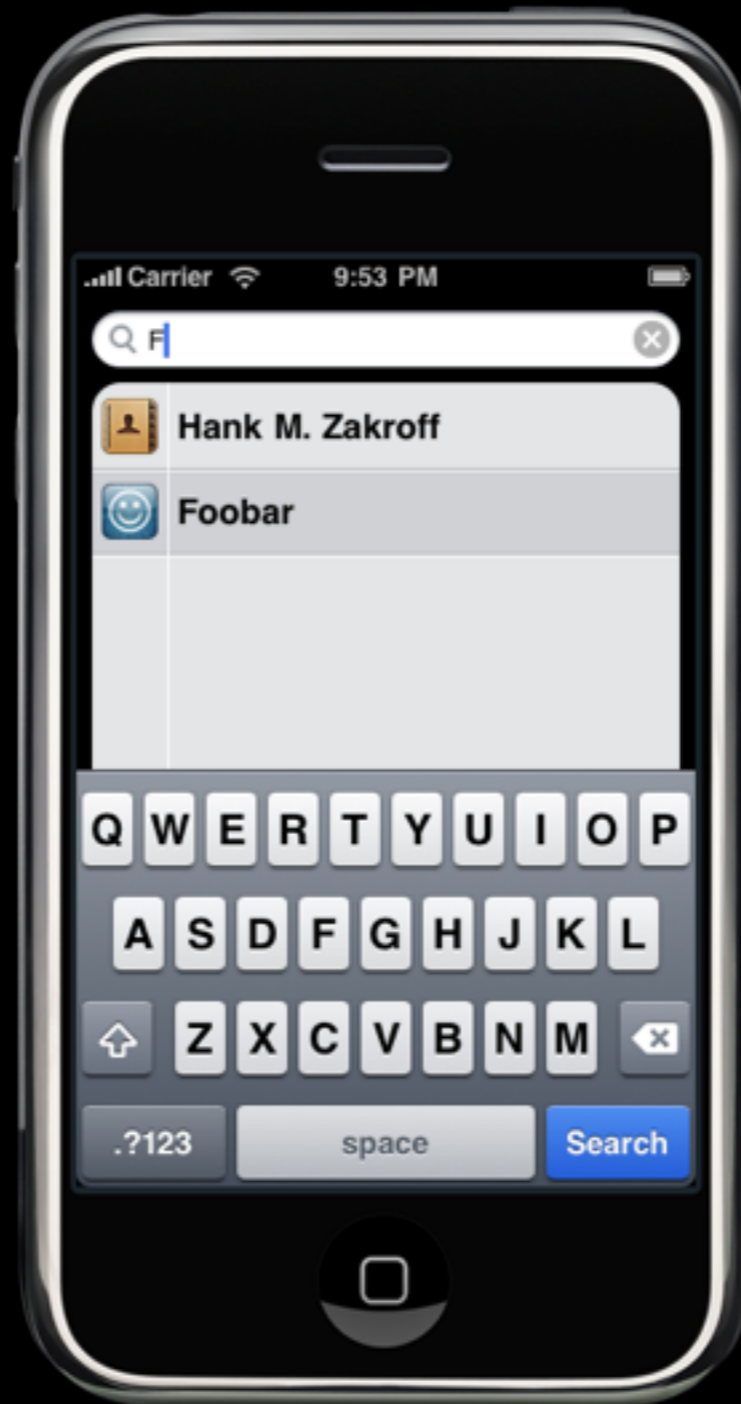 Carrier 9:53 PM
F
Hank M. Zakroff
Foobar
Q W E R T Y U I O P
A S D F G H J K L
Z X C V B N M
.?123 space Search